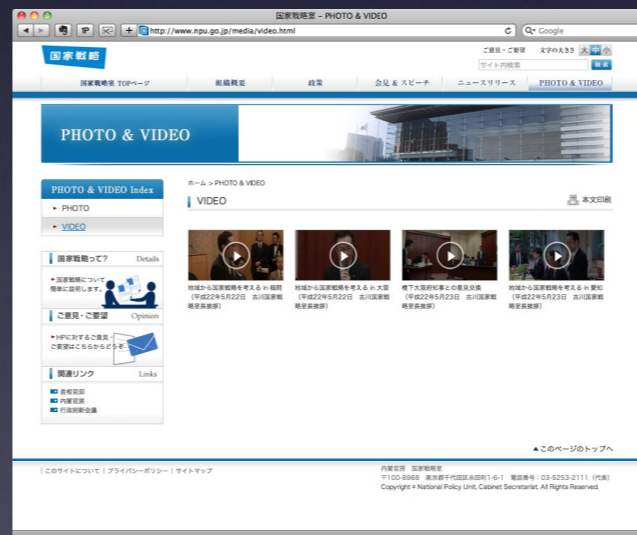 国家戦略室 – PHOTO & VIDEO
http://www.npu.go.jp/media/video.html
Google
国家戦略
ご意見・ご要望 文字の大きさ 大 中 小
サイト内検索 検索
国家戦略室 TOPページ 組織概要 政策 会見 & スピーチ ニュースリリース PHOTO & VIDEO
PHOTO & VIDEO
PHOTO & VIDEO Index
PHOTO
VIDEO
国家戦略って? Details
国家戦略について
簡単に説明します。
ご意見・ご要望 Opinion
HPに対するご意見・
ご要望はこちらからどうぞ
関連リンク Links
首相官邸
内閣官房
行政刷新会議
ホーム > PHOTO & VIDEO
VIDEO
本文印刷
地域から国家戦略を考える in 福岡
(平成22年5月22日 古川国家戦
略室長挨拶)
地域から国家戦略を考える in 大阪
(平成22年5月23日 古川国家戦
略室長挨拶)
橋下大阪府知事との意見交換
(平成22年5月23日 古川国家戦
略室長挨拶)
地域から国家戦略を考える in 愛知
(平成22年5月23日 古川国家戦
略室長挨拶)
▲このページのトップへ
| このサイトについて | プライバシーポリシー | サイトマップ
内閣官房 国家戦略室
〒100-8968 東京都千代田区永田町1-6-1 電話番号:03-5253-2111(代表)
Copyright © National Policy Unit, Cabinet Secretariat. All Rights Reserved.